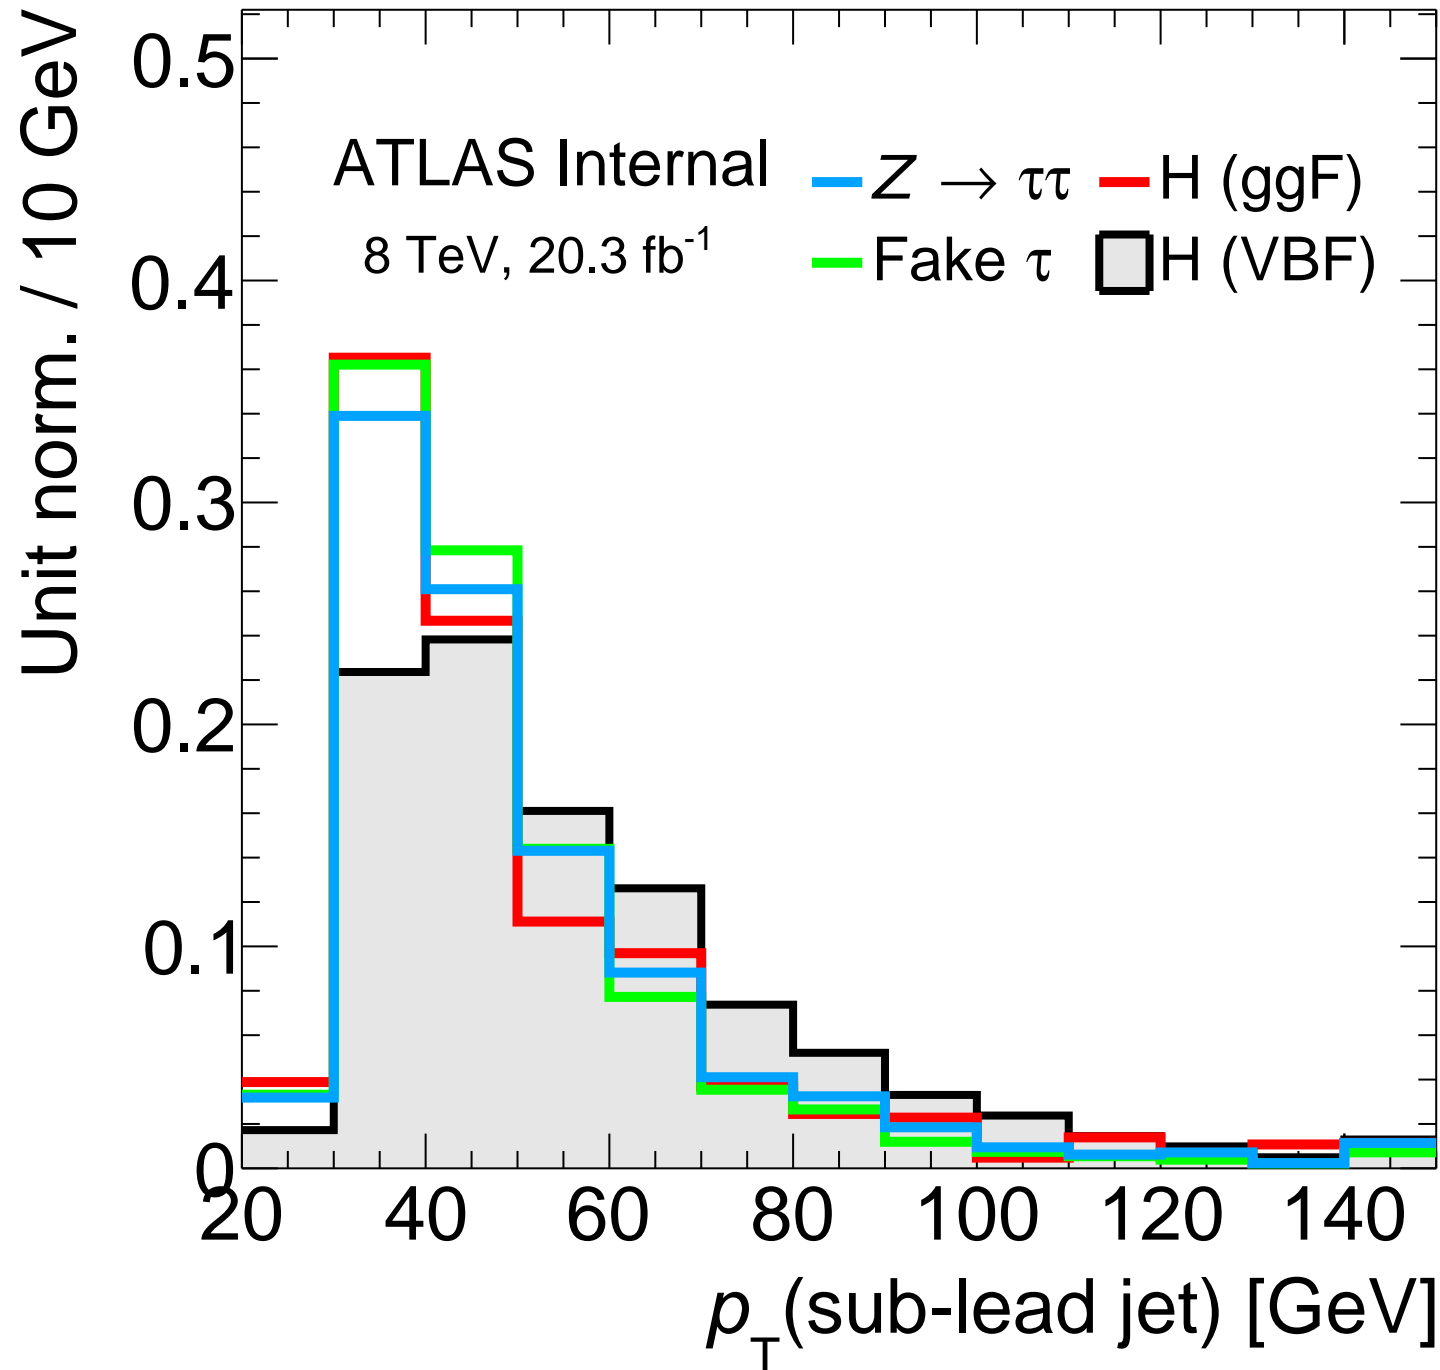 Unit norm. / 10 GeV
0.5
0.4
0.3
0.2
0.1
0
ATLAS Internal
8 TeV, 20.3 fb⁻¹
Z → ττ
H (ggF)
Fake τ
H (VBF)
20 40 60 80 100 120 140
p_T(sub-lead jet) [GeV]